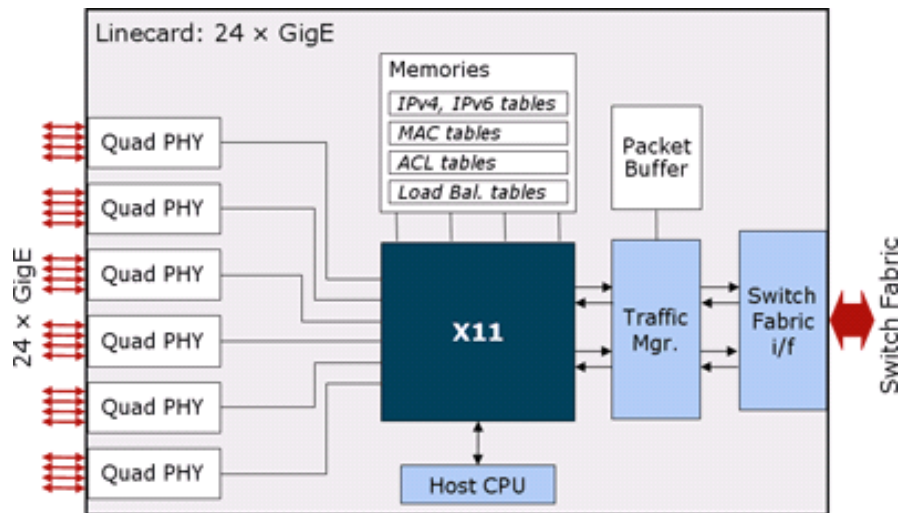 Linecard: 24 × GigE
Memories
IPv4, IPv6 tables
MAC tables
ACL tables
Load Bal. tables
Packet
Buffer
Quad PHY
Quad PHY
Quad PHY
Quad PHY
Quad PHY
Quad PHY
24 × GigE
X11
Traffic
Mgr.
Switch
Fabric
i/f
Switch Fabric
Host CPU